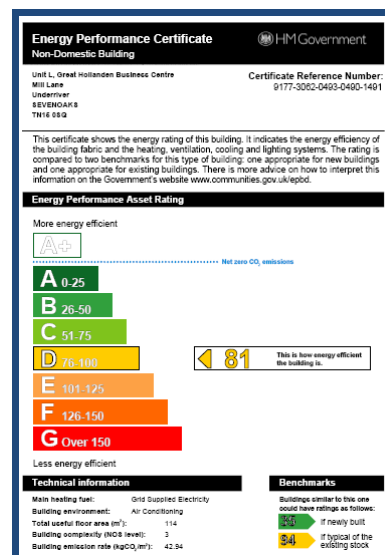 Energy Performance Certificate
Non-Domestic Building
HM Government
Unit L, Great Hollanden Business Centre
Mill Lane
Underriver
SEVENOAKS
TN15 0SQ
Certificate Reference Number:
9177-3062-0493-0490-1491
This certificate shows the energy rating of this building. It indicates the energy efficiency of
the building fabric and the heating, ventilation, cooling and lighting systems. The rating is
compared to two benchmarks for this type of building: one appropriate for new buildings
and one appropriate for existing buildings. There is more advice on how to interpret this
information on the Government's website www.communities.gov.uk/epbd.
Energy Performance Asset Rating
More energy efficient
A+
Net zero CO₂ emissions
A 0-25
B 26-50
C 51-75
D 76-100
81
This is how energy efficient
the building is.
E 101-125
F 126-150
G Over 150
Less energy efficient
Technical information
Main heating fuel: Grid Supplied Electricity
Building environment: Air Conditioning
Total useful floor area (m²): 114
Building complexity (NOS level): 3
Building emission rate (kgCO₂/m²): 42.94
Benchmarks
Buildings similar to this one
could have ratings as follows:
If newly built
94
If typical of the
existing stock